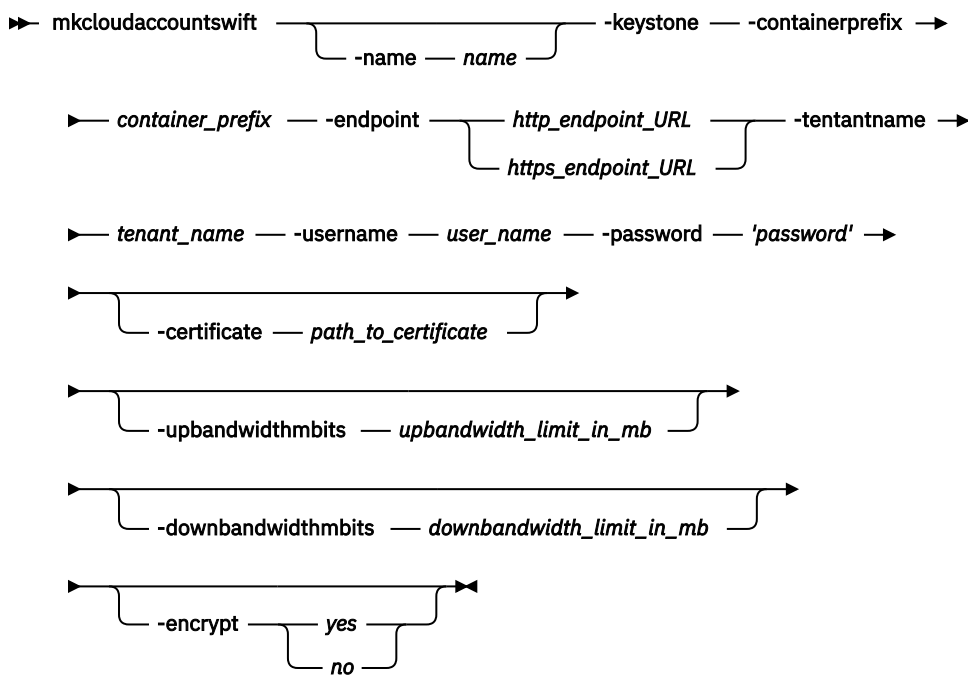 mkcloudaccountswift -keystone -containerprefix
-name name
container_prefix -endpoint http_endpoint_URL -tentantname
https_endpoint_URL
tenant_name -username user_name -password 'password'
-certificate path_to_certificate
-upbandwidthmbits upbandwidth_limit_in_mb
-downbandwidthmbits downbandwidth_limit_in_mb
-encrypt yes
no